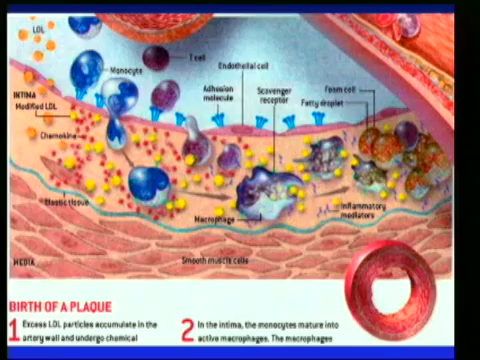 LDL
T cell
Monocyte
Endothelial cell
INTIMA
Modified LDL
Adhesion
molecule
Scavenger
receptor
Foam cell
Fatty droplet
Chemokine
Elastic tissue
Macrophage
Inflammatory
mediators
MEDIA
Smooth muscle cells
BIRTH OF A PLAQUE
1 Excess LDL particles accumulate in the
artery wall and undergo chemical
2 In the intima, the monocytes mature into
active macrophages. The macrophages